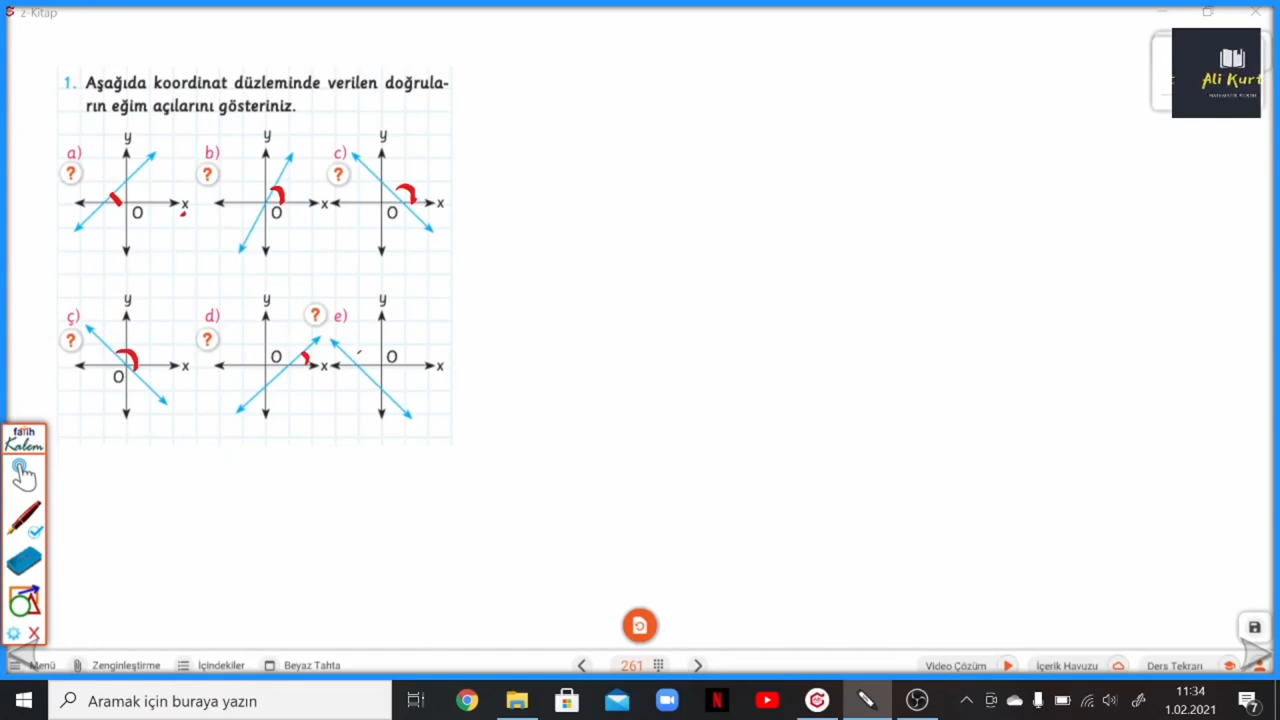 z-Kitap
Ali Kurt
1. Aşağıda koordinat düzleminde verilen doğrula-
rın eğim açılarını gösteriniz.
a) ? y x O
b) ? y x O
c) ? y x O
ç) ? y x O
d) ? y x O
e) ? y x O
fatih
Kalem
Menü Zenginleştirme İçindekiler Beyaz Tahta 261 Video Çözüm İçerik Havuzu Ders Tekrarı
Aramak için buraya yazın
11:34
1.02.2021
7